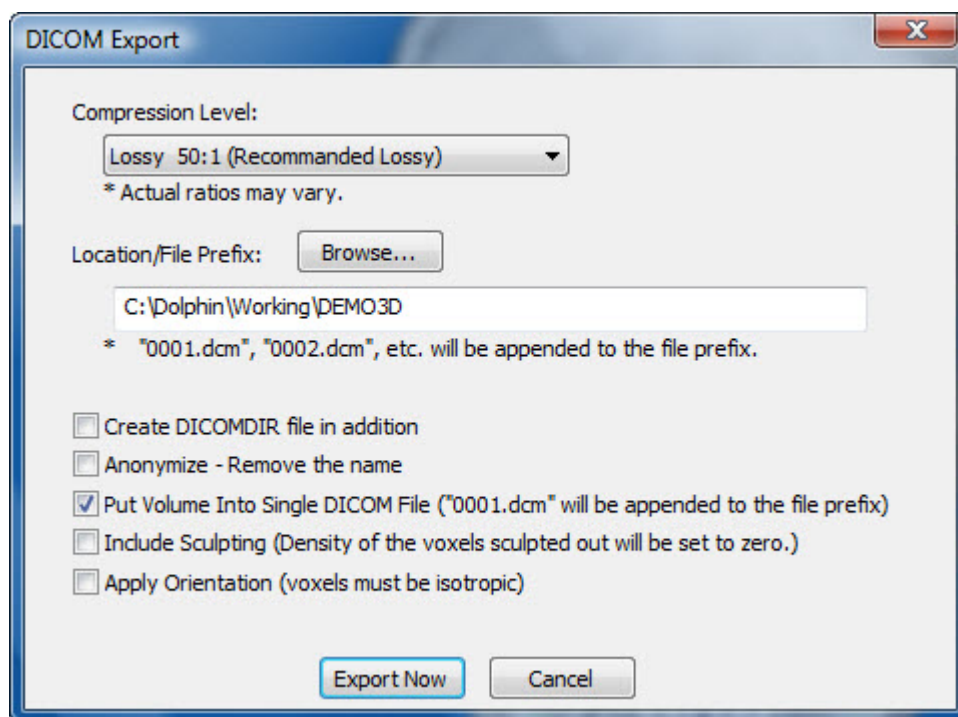 DICOM Export
Compression Level:
Lossy  50:1 (Recommanded Lossy)
* Actual ratios may vary.
Location/File Prefix:
Browse...
C:\Dolphin\Working\DEMO3D
*   "0001.dcm", "0002.dcm", etc. will be appended to the file prefix.
Create DICOMDIR file in addition
Anonymize - Remove the name
Put Volume Into Single DICOM File ("0001.dcm" will be appended to the file prefix)
Include Sculpting (Density of the voxels sculpted out will be set to zero.)
Apply Orientation (voxels must be isotropic)
Export Now
Cancel